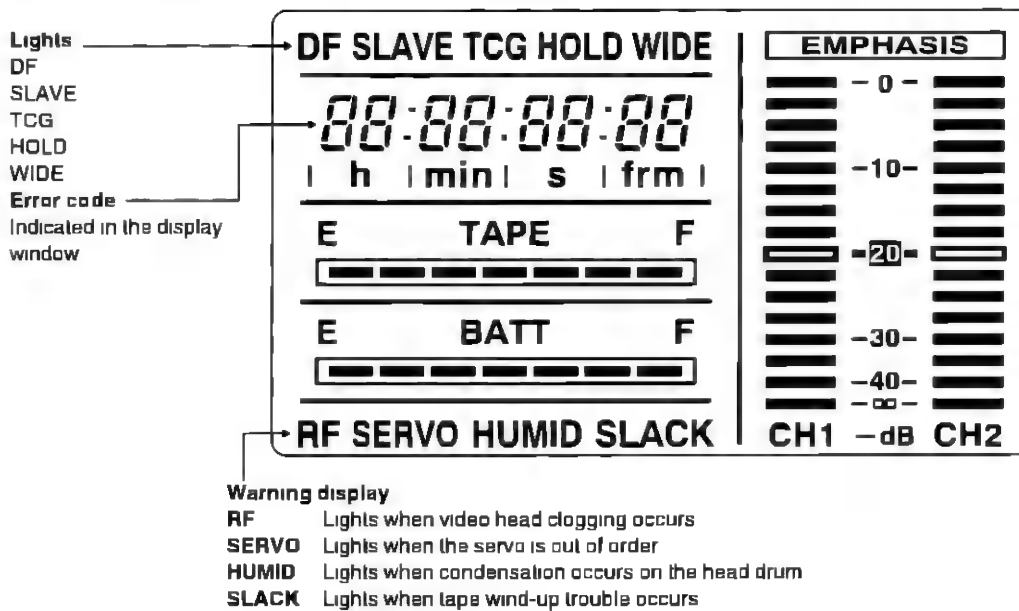 Lights
DF
SLAVE
TCG
HOLD
WIDE
Error code
Indicated in the display
window
DF SLAVE TCG HOLD WIDE
88:88:88:88
h min s frm
E TAPE F
E BATT F
RF SERVO HUMID SLACK
EMPHASIS
– 0 –
–10–
–20–
–30–
–40–
–∞–
CH1 –dB CH2
Warning display
RF Lights when video head clogging occurs
SERVO Lights when the servo is out of order
HUMID Lights when condensation occurs on the head drum
SLACK Lights when tape wind-up trouble occurs